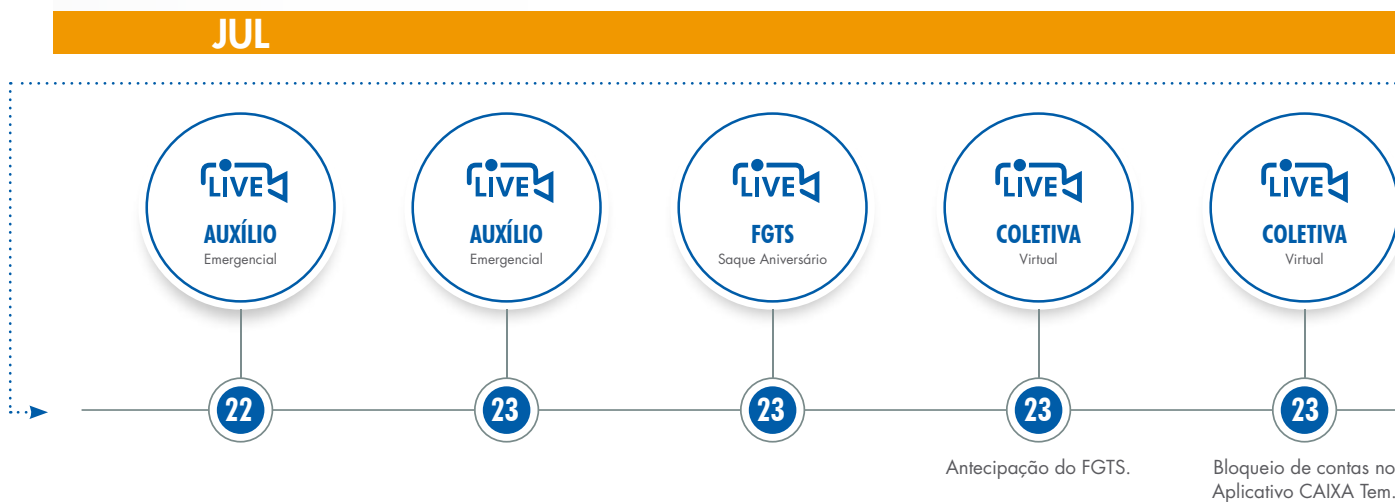 JUL
LIVE
AUXÍLIO
Emergencial
22
LIVE
AUXÍLIO
Emergencial
23
LIVE
FGTS
Saque Aniversário
23
LIVE
COLETIVA
Virtual
23
Antecipação do FGTS.
LIVE
COLETIVA
Virtual
23
Bloqueio de contas no
Aplicativo CAIXA Tem.